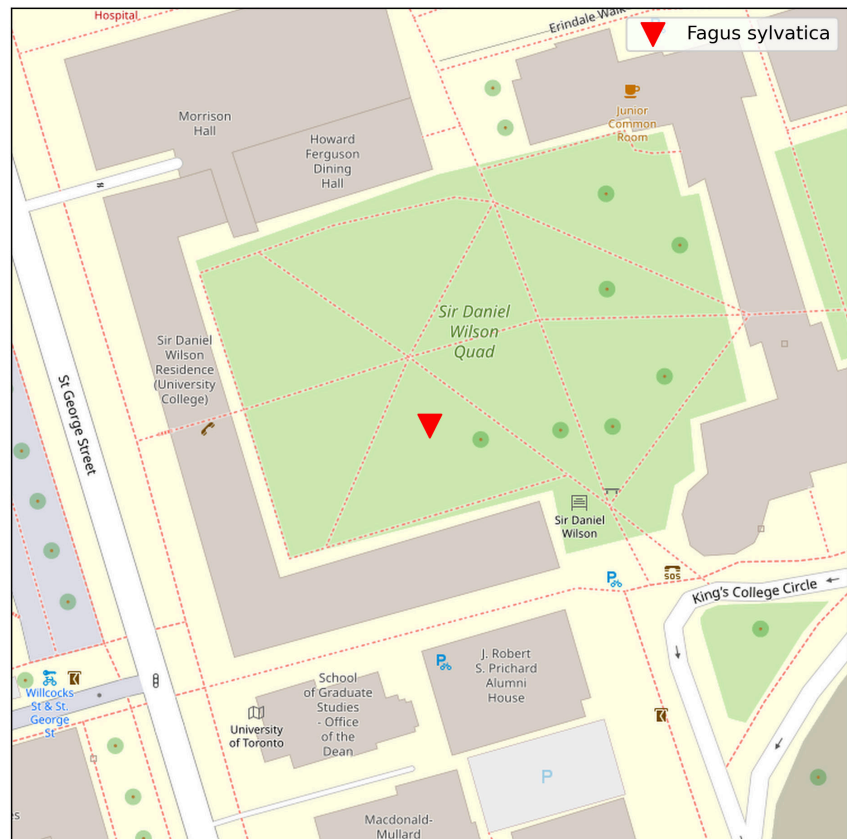 Hospital,
Erindale Walk
Fagus sylvatica
Morrison
Hall
Howard
Ferguson
Dining
Hall
Junior
Common
Room
Sir Daniel
Wilson
Quad
Sir Daniel
Wilson
Residence
(University
College)
St George Street
Sir Daniel
Wilson
SOS
King's College Circle
J. Robert
S. Prichard
Alumni
House
School
of Graduate
Studies
- Office
of the
Dean
Willcocks
St & St.
George
St
University
of Toronto
P
P
P
Macdonald-
Mullard